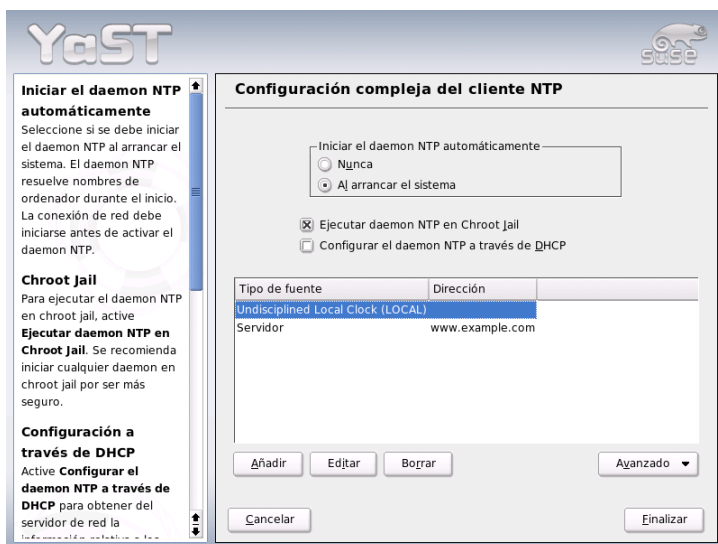 YaST
SUSE
Iniciar el daemon NTP
automáticamente
Seleccione si se debe iniciar
el daemon NTP al arrancar el
sistema. El daemon NTP
resuelve nombres de
ordenador durante el inicio.
La conexión de red debe
iniciarse antes de activar el
daemon NTP.
Chroot Jail
Para ejecutar el daemon NTP
en chroot jail, active
Ejecutar daemon NTP en
Chroot Jail. Se recomienda
iniciar cualquier daemon en
chroot jail por ser más
seguro.
Configuración a
través de DHCP
Active Configurar el
daemon NTP a través de
DHCP para obtener del
servidor de red la
Configuración compleja del cliente NTP
Iniciar el daemon NTP automáticamente
Nunca
Al arrancar el sistema
Ejecutar daemon NTP en Chroot Jail
Configurar el daemon NTP a través de DHCP
Tipo de fuente Dirección
Undisciplined Local Clock (LOCAL)
Servidor www.example.com
Añadir Editar Borrar Avanzado
Cancelar Finalizar